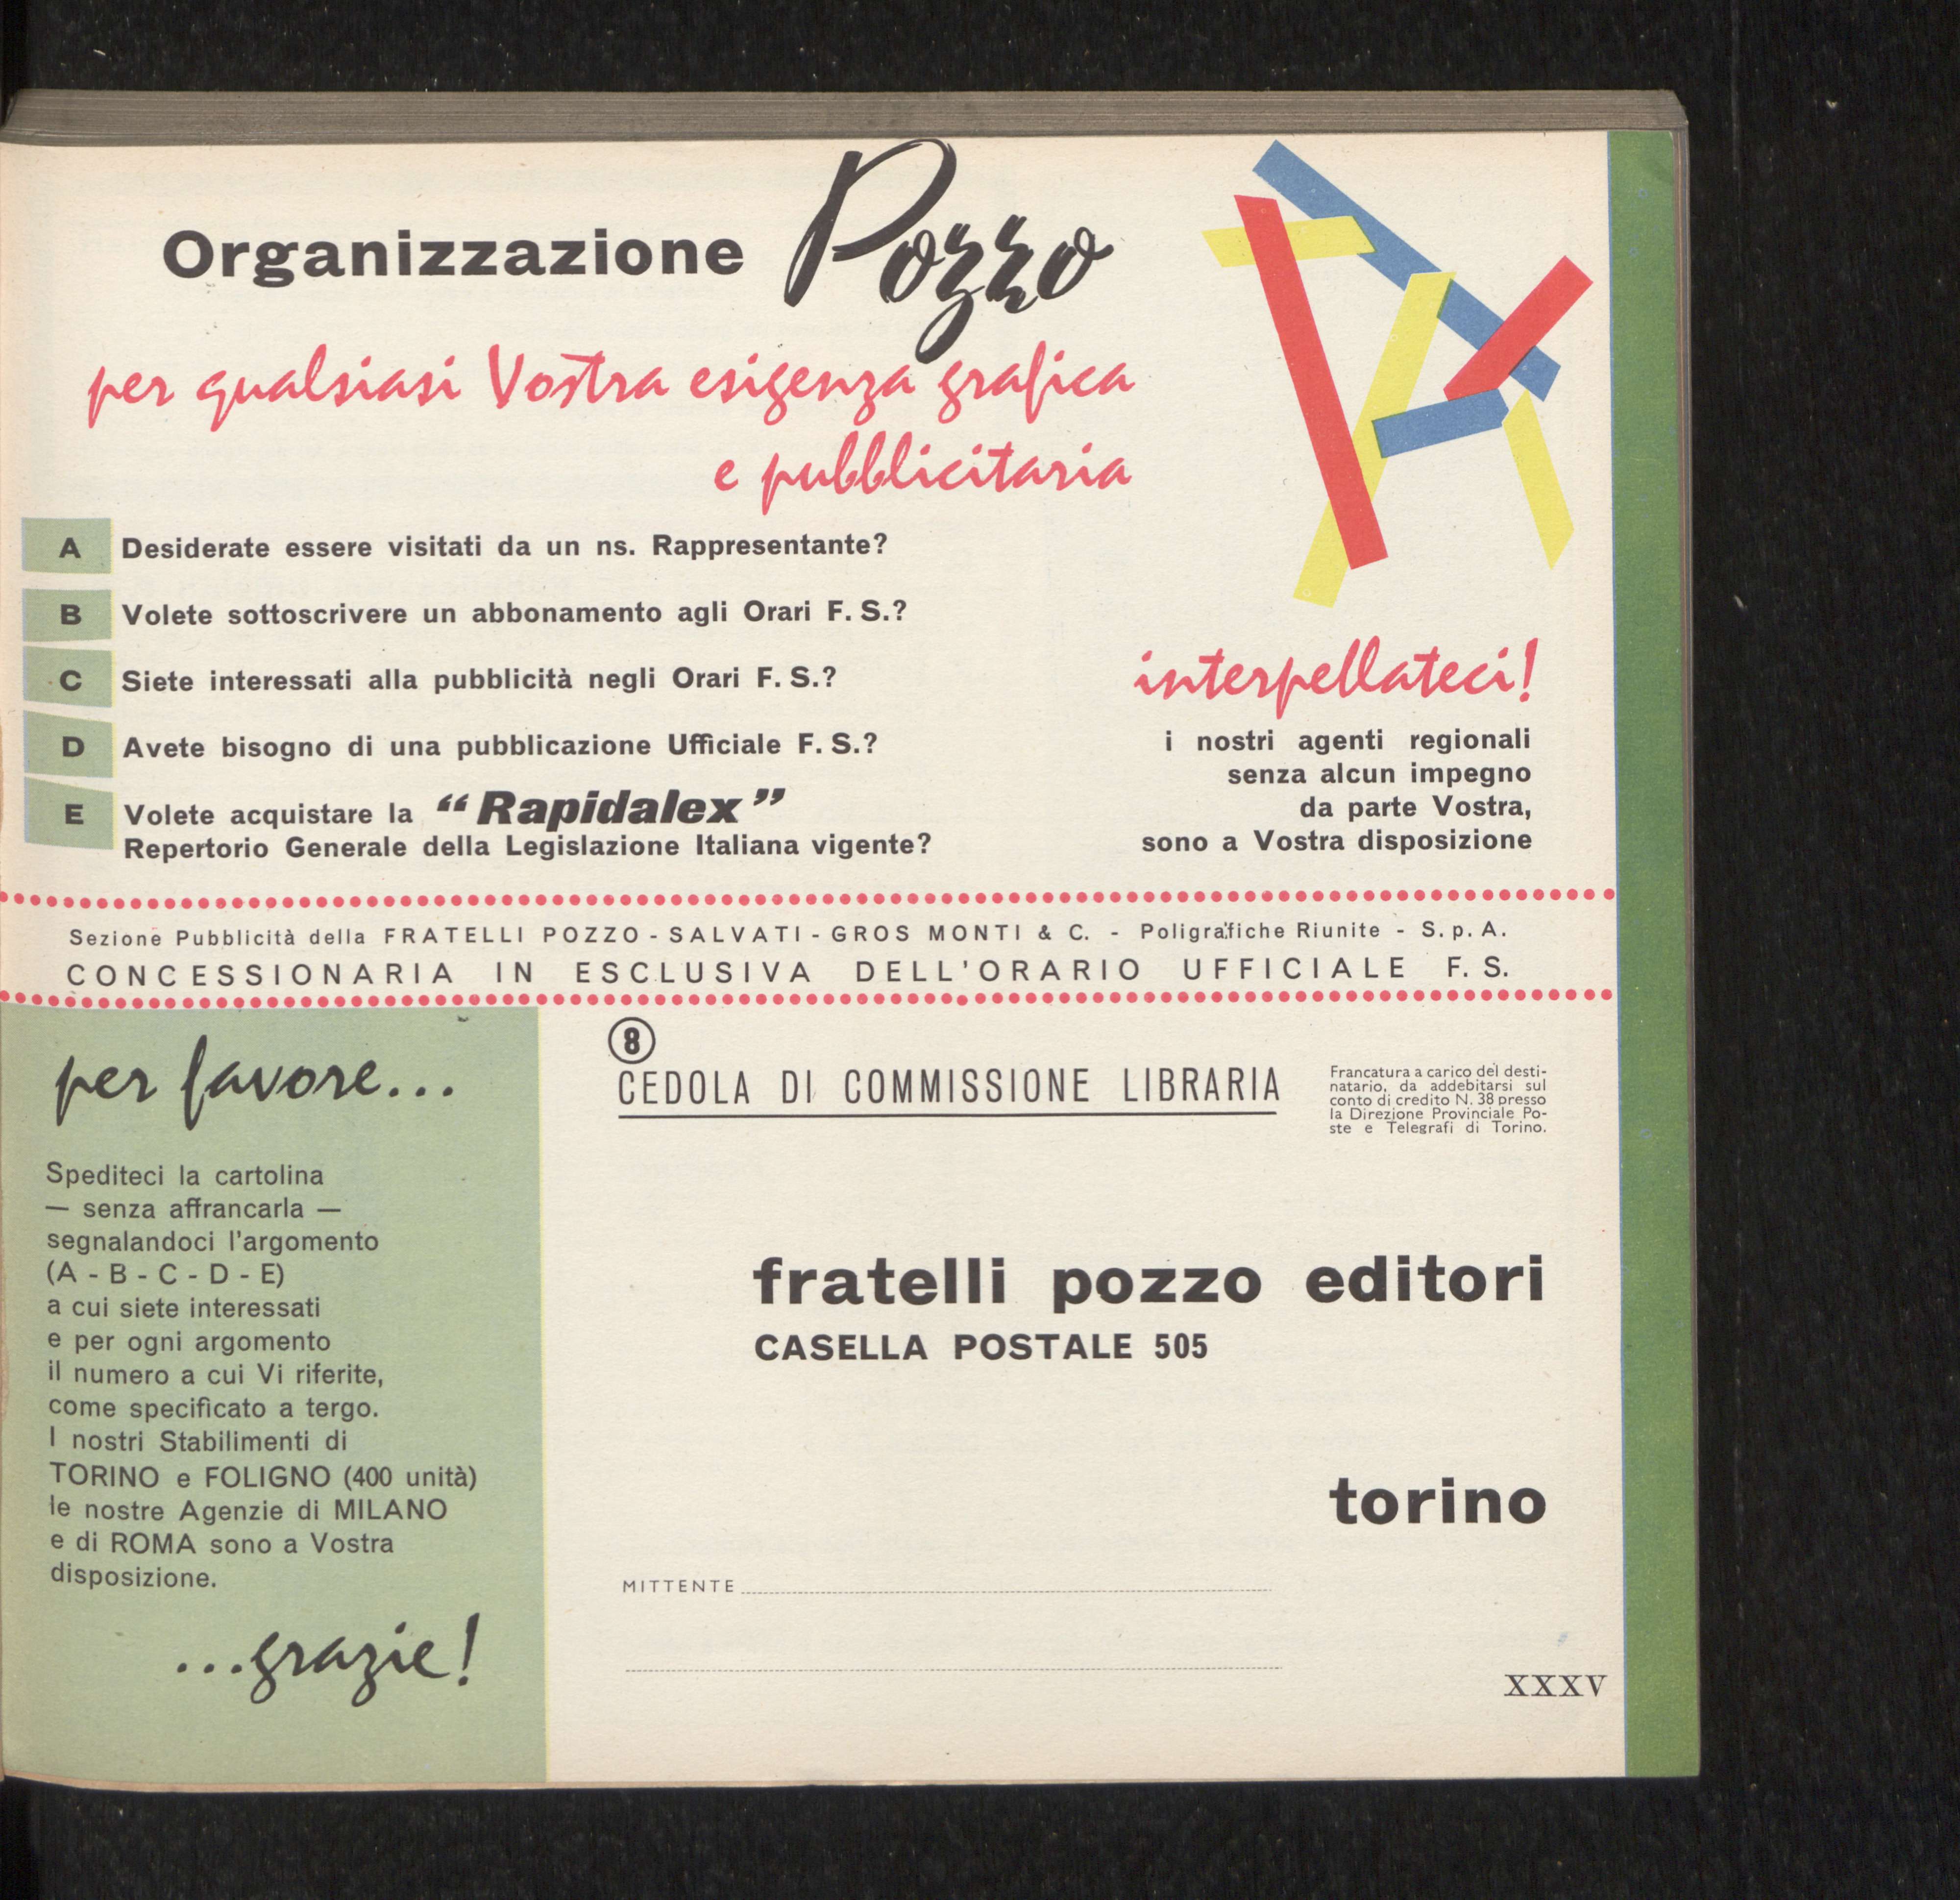 Organizzazione Pozzo
per qualsiasi Vostra esigenza grafica
e pubblicitaria
A Desiderate essere visitati da un ns. Rappresentante?
B Volete sottoscrivere un abbonamento agli Orari F. S.?
C Siete interessati alla pubblicità negli Orari F. S.?
D Avete bisogno di una pubblicazione Ufficiale F. S.?
E Volete acquistare la “Rapidalex”
Repertorio Generale della Legislazione Italiana vigente?
interpellateci!
i nostri agenti regionali
senza alcun impegno
da parte Vostra,
sono a Vostra disposizione
Sezione Pubblicità della FRATELLI POZZO - SALVATI - GROS MONTI & C. - Poligrafiche Riunite - S. p. A.
CONCESSIONARIA IN ESCLUSIVA DELL'ORARIO UFFICIALE F. S.
per favore...
Spediteci la cartolina
— senza affrancarla —
segnalandoci l'argomento
(A - B - C - D - E)
a cui siete interessati
e per ogni argomento
il numero a cui Vi riferite,
come specificato a tergo.
I nostri Stabilimenti di
TORINO e FOLIGNO (400 unità)
le nostre Agenzie di MILANO
e di ROMA sono a Vostra
disposizione.
...grazie!
8
CEDOLA DI COMMISSIONE LIBRARIA
Francatura a carico del desti-
natario, da addebitarsi sul
conto di credito N. 38 presso
la Direzione Provinciale Po-
ste e Telegrafi di Torino.
fratelli pozzo editori
CASELLA POSTALE 505
torino
MITTENTE
XXXV